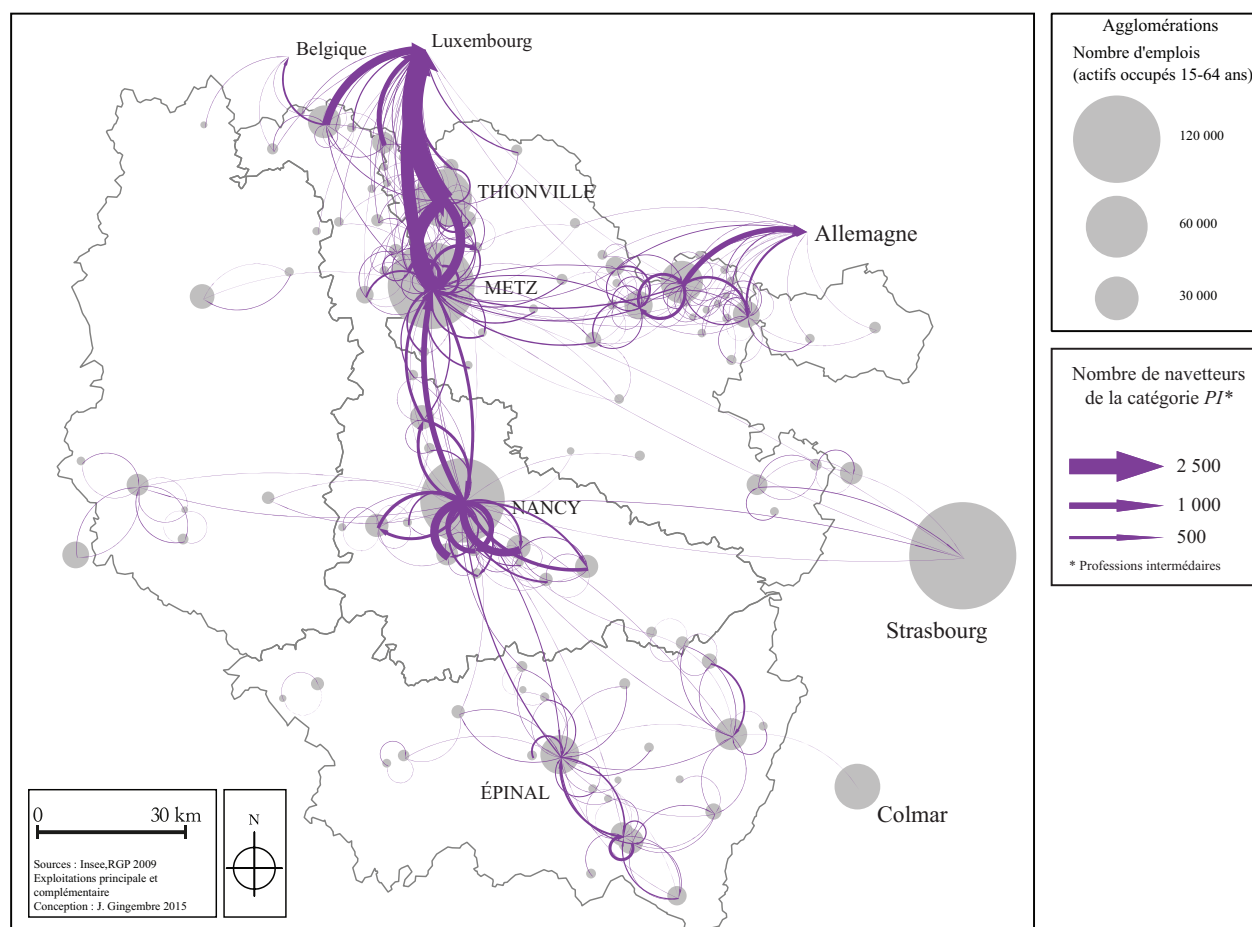 Belgique
Luxembourg
THIONVILLE
Allemagne
METZ
NANCY
Strasbourg
ÉPINAL
Colmar
0 30 km
N
Sources : Insee,RGP 2009
Exploitations principale et
complémentaire
Conception : J. Gingembre 2015
Agglomérations
Nombre d'emplois
(actifs occupés 15-64 ans)
120 000
60 000
30 000
Nombre de navetteurs
de la catégorie PI*
2 500
1 000
500
* Professions intermédaires